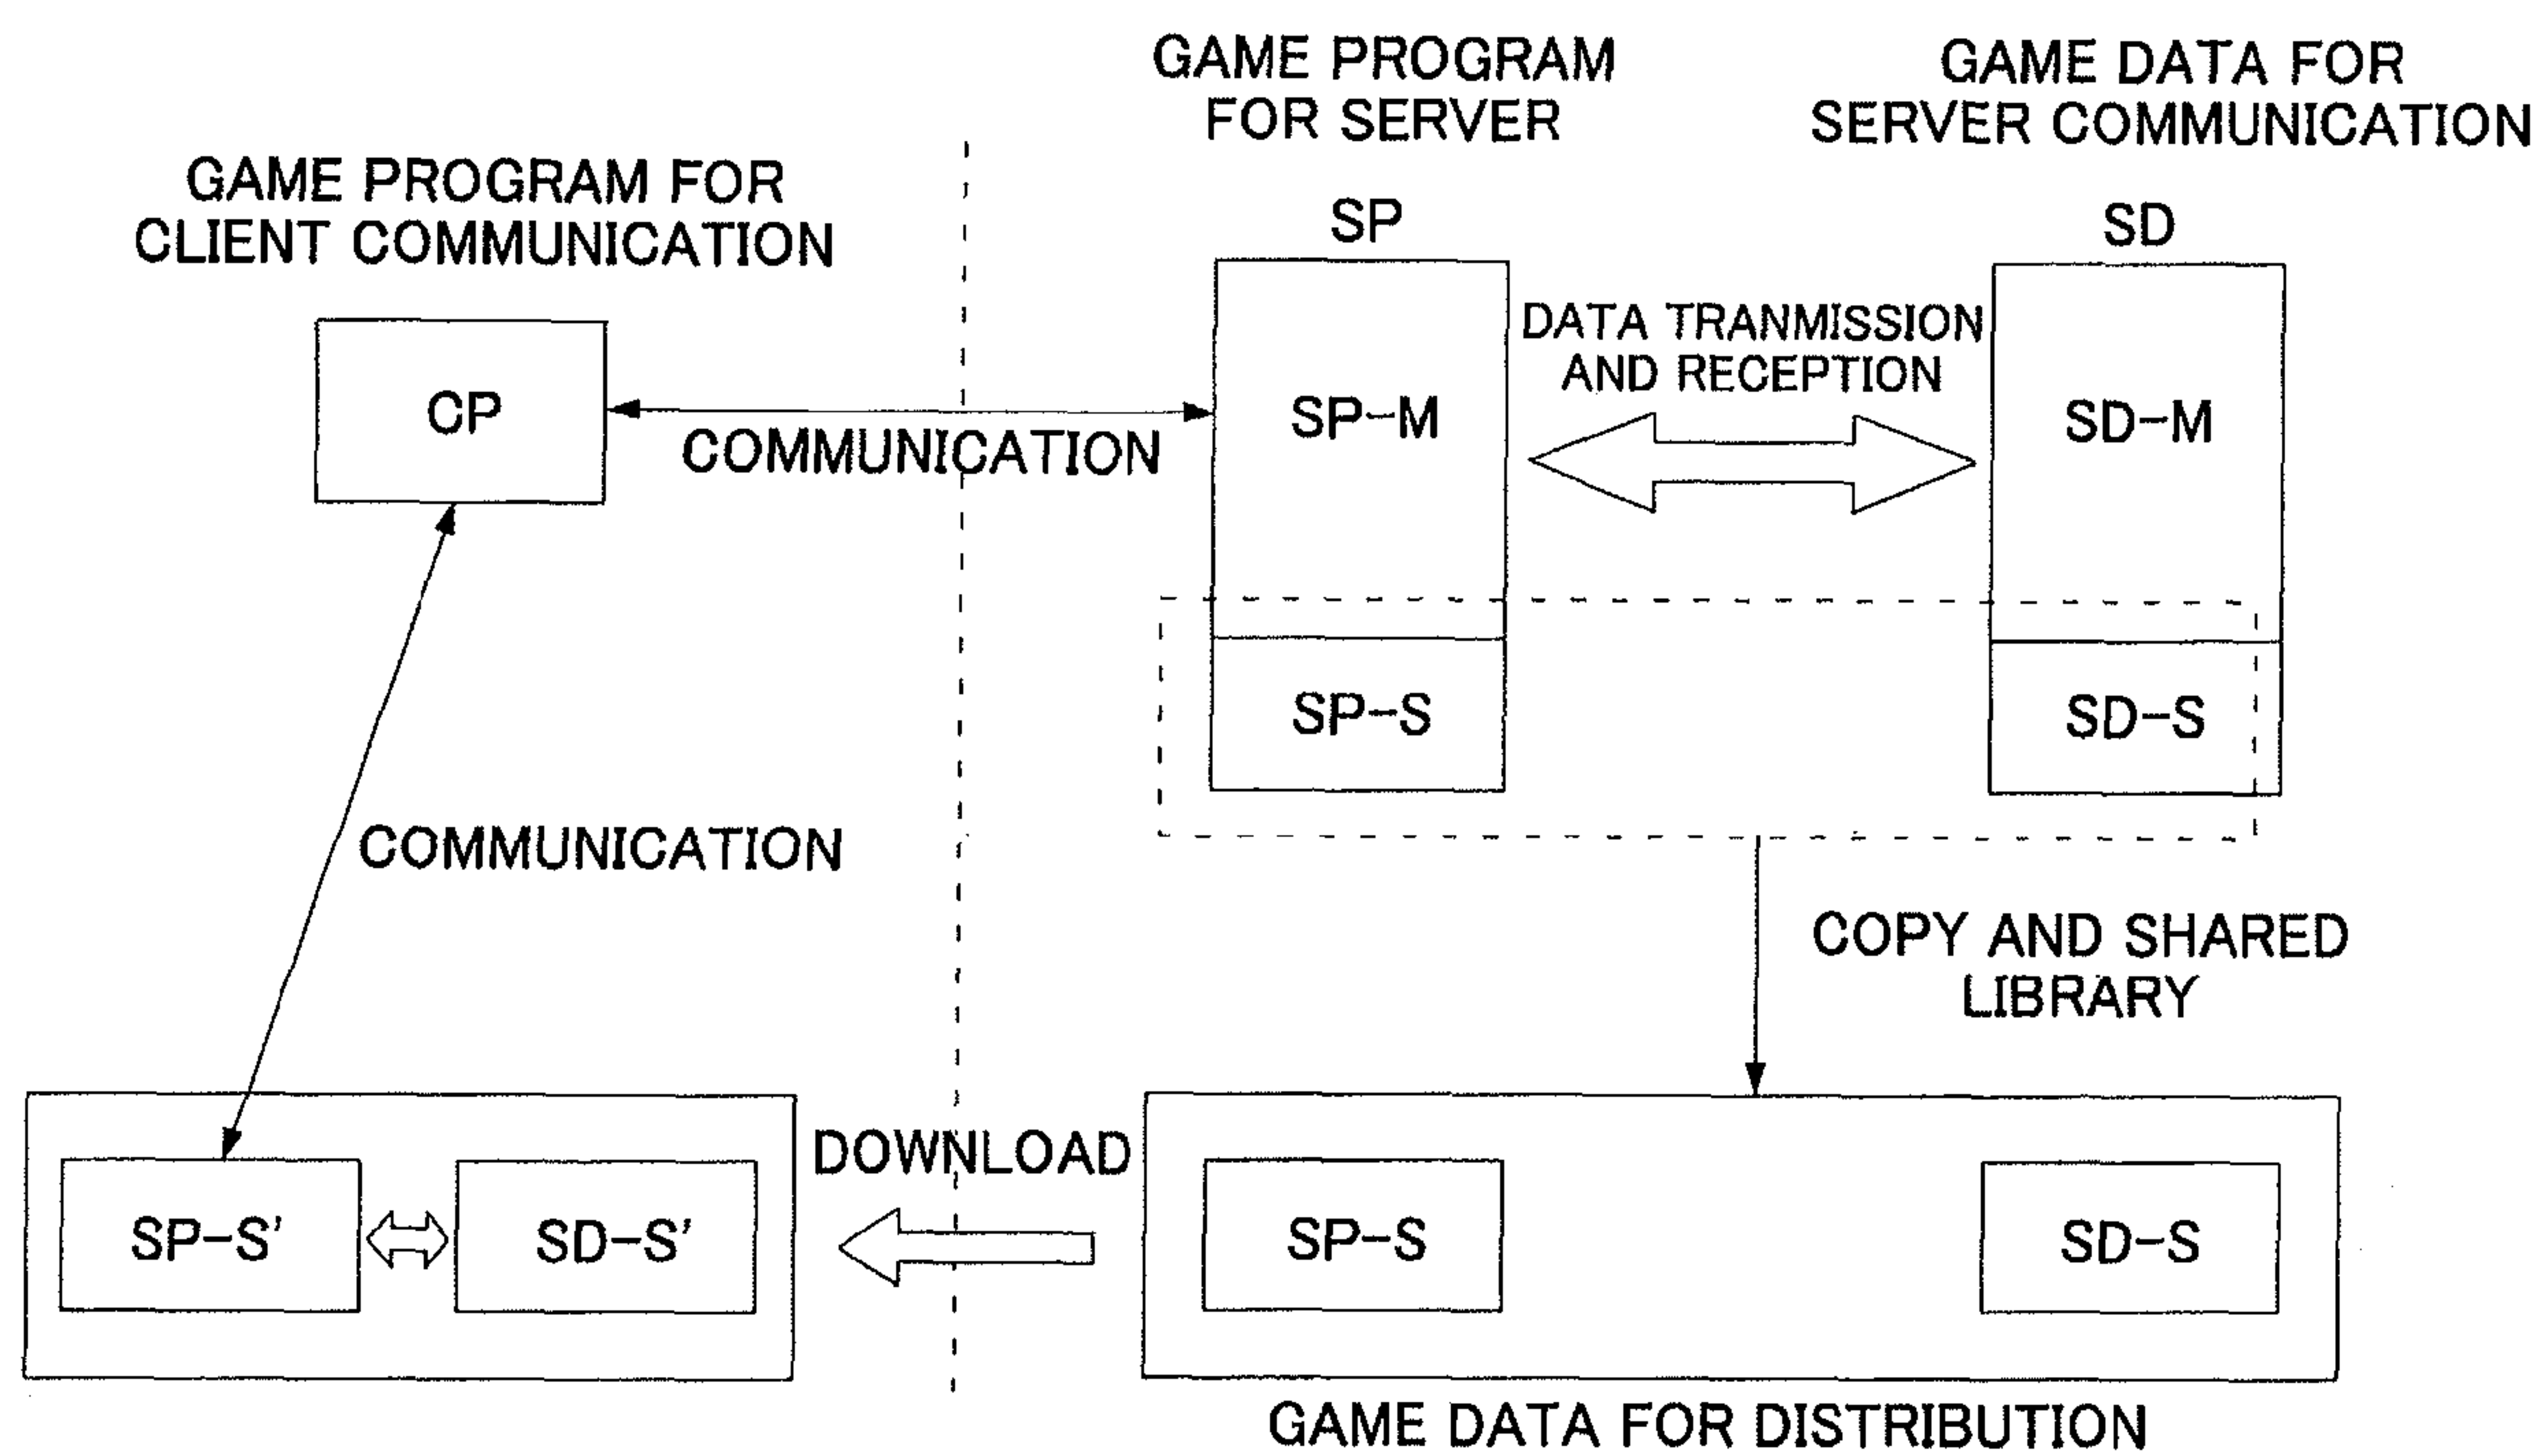 GAME PROGRAM
FOR SERVER
GAME DATA FOR
SERVER COMMUNICATION
GAME PROGRAM FOR
CLIENT COMMUNICATION
SP
SD
CP
COMMUNICATION
SP-M
DATA TRANMISSION
AND RECEPTION
SD-M
SP-S
SD-S
COMMUNICATION
COPY AND SHARED
LIBRARY
SP-S'
SD-S'
DOWNLOAD
SP-S
SD-S
GAME DATA FOR DISTRIBUTION